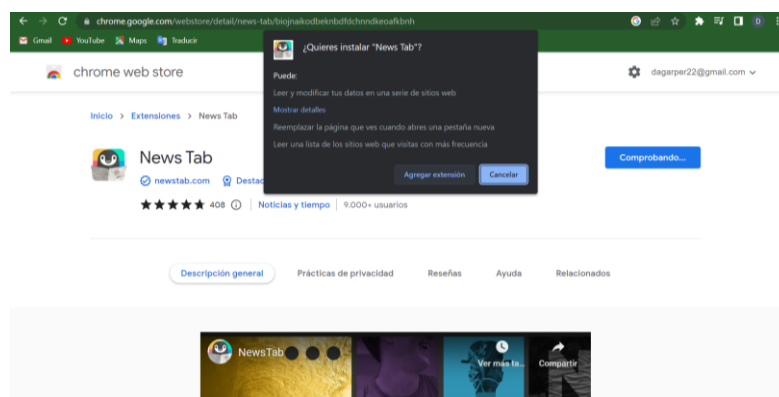 chrome.google.com/webstore/detail/news-tab/biojnaikodbeknbdfdchnndkeoafkbnh
Gmail YouTube Maps Traducir
chrome web store
dagarper22@gmail.com
¿Quieres instalar "News Tab"?
Puede:
Leer y modificar tus datos en una serie de sitios web
Mostrar detalles
Reemplazar la página que ves cuando abres una pestaña nueva
Leer una lista de los sitios web que visitas con más frecuencia
Agregar extensión Cancelar
Inicio > Extensiones > News Tab
News Tab
Comprobando...
newstab.com Destac
408 Noticias y tiempo 9.000+ usuarios
Descripción general Prácticas de privacidad Reseñas Ayuda Relacionados
NewsTab
Ver más ta... Compartir